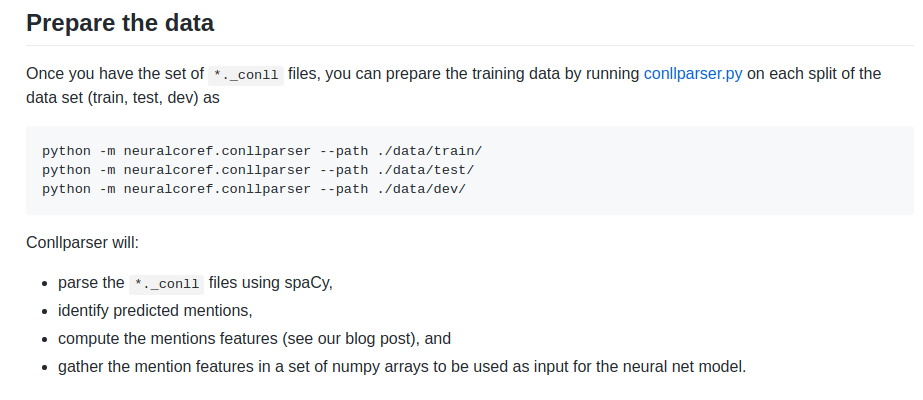 Prepare the data
Once you have the set of *._conll files, you can prepare the training data by running conllparser.py on each split of the
data set (train, test, dev) as
python -m neuralcoref.conllparser --path ./data/train/
python -m neuralcoref.conllparser --path ./data/test/
python -m neuralcoref.conllparser --path ./data/dev/
Conllparser will:
• parse the *._conll files using spaCy,
• identify predicted mentions,
• compute the mentions features (see our blog post), and
• gather the mention features in a set of numpy arrays to be used as input for the neural net model.